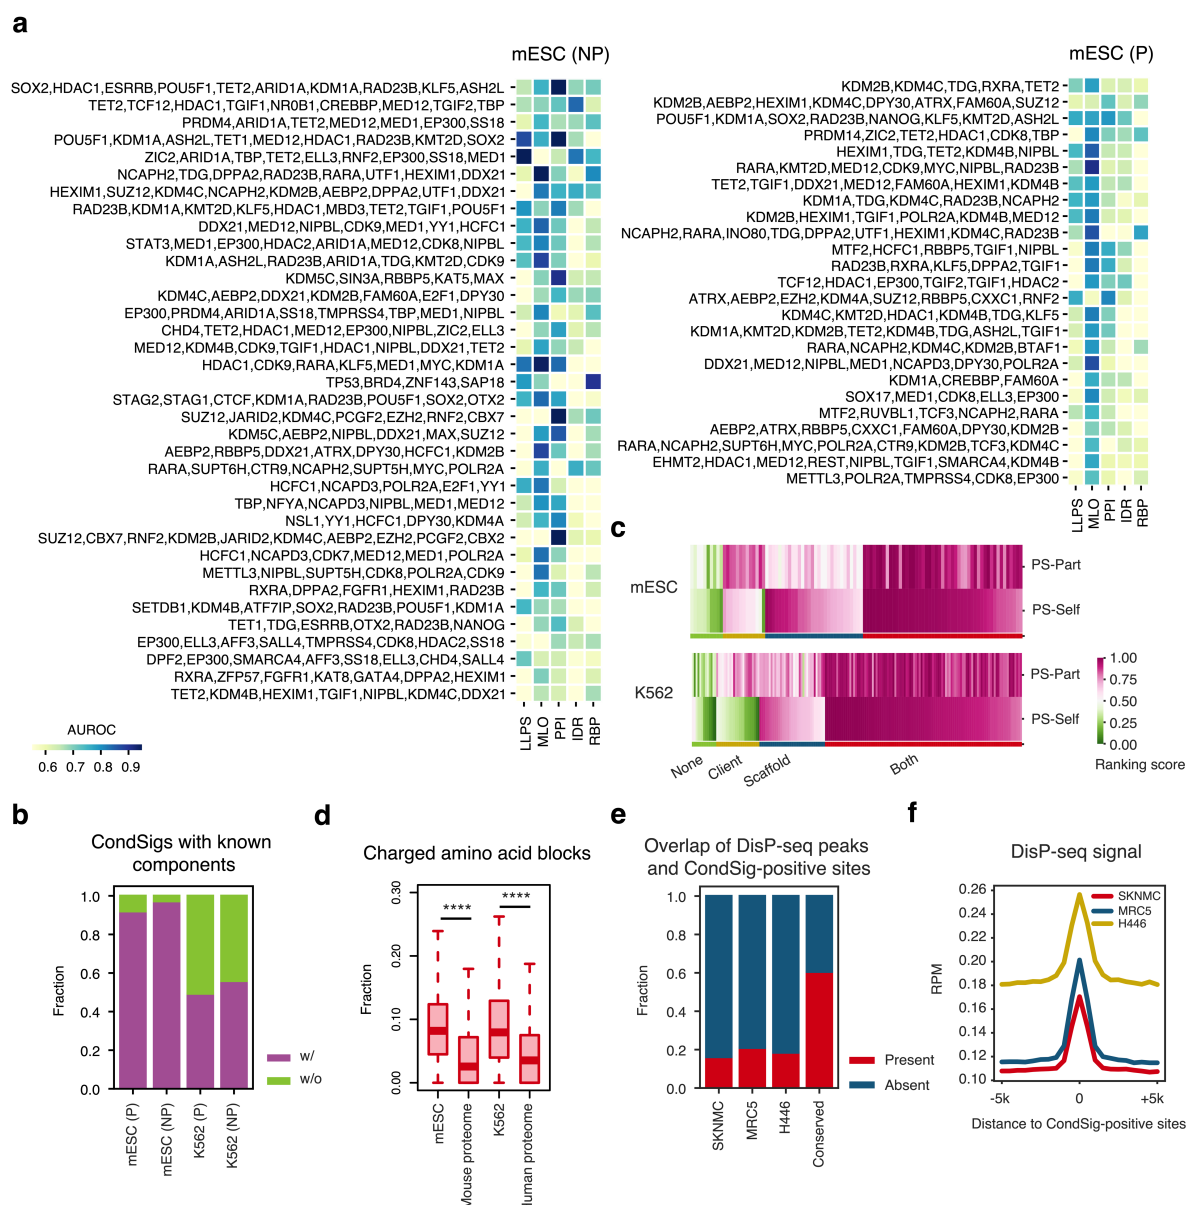 a
mESC (NP)
SOX2,HDAC1,ESRRB,POU5F1,TET2,ARID1A,KDM1A,RAD23B,KLF5,ASH2L
TET2,TCF12,HDAC1,TGIF1,NR0B1,CREBBP,MED12,TGIF2,TBP
PRDM4,ARID1A,TET2,MED12,MED1,EP300,SS18
POU5F1,KDM1A,ASH2L,TET1,MED12,HDAC1,RAD23B,KMT2D,SOX2
ZIC2,ARID1A,TBP,TET2,ELL3,RNF2,EP300,SS18,MED1
NCAPH2,TDG,DPPA2,RAD23B,RARA,UTF1,HEXIM1,DDX21
HEXIM1,SUZ12,KDM4C,NCAPH2,KDM2B,AEBP2,DPPA2,UTF1,DDX21
RAD23B,KDM1A,KMT2D,KLF5,HDAC1,MBD3,TET2,TGIF1,POU5F1
DDX21,MED12,NIPBL,CDK9,MED1,YY1,HCFC1
STAT3,MED1,EP300,HDAC2,ARID1A,MED12,CDK8,NIPBL
KDM1A,ASH2L,RAD23B,ARID1A,TDG,KMT2D,CDK9
KDM5C,SIN3A,RBBP5,KAT5,MAX
KDM4C,AEBP2,DDX21,KDM2B,FAM60A,E2F1,DPY30
EP300,PRDM4,ARID1A,SS18,TMPRSS4,TBP,MED1,NIPBL
CHD4,TET2,HDAC1,MED12,EP300,NIPBL,ZIC2,ELL3
MED12,KDM4B,CDK9,TGIF1,HDAC1,NIPBL,DDX21,TET2
HDAC1,CDK9,RARA,KLF5,MED1,MYC,KDM1A
TP53,BRD4,ZNF143,SAP18
STAG2,STAG1,CTCF,KDM1A,RAD23B,POU5F1,SOX2,OTX2
SUZ12,JARID2,KDM4C,PCGF2,EZH2,RNF2,CBX7
KDM5C,AEBP2,NIPBL,DDX21,MAX,SUZ12
AEBP2,RBBP5,DDX21,ATRX,DPY30,HCFC1,KDM2B
RARA,SUPT6H,CTR9,NCAPH2,SUPT5H,MYC,POLR2A
HCFC1,NCAPD3,POLR2A,E2F1,YY1
TBP,NFYA,NCAPD3,NIPBL,MED1,MED12
NSL1,YY1,HCFC1,DPY30,KDM4A
SUZ12,CBX7,RNF2,KDM2B,JARID2,KDM4C,AEBP2,EZH2,PCGF2,CBX2
HCFC1,NCAPD3,CDK7,MED12,MED1,POLR2A
METTL3,NIPBL,SUPT5H,CDK8,POLR2A,CDK9
RXRA,DPPA2,FGFR1,HEXIM1,RAD23B
SETDB1,KDM4B,ATF7IP,SOX2,RAD23B,POU5F1,KDM1A
TET1,TDG,ESRRB,OTX2,RAD23B,NANOG
EP300,ELL3,AFF3,SALL4,TMPRSS4,CDK8,HDAC2,SS18
DPF2,EP300,SMARCA4,AFF3,SS18,ELL3,CHD4,SALL4
RXRA,ZFP57,FGFR1,KAT8,GATA4,DPPA2,HEXIM1
TET2,KDM4B,HEXIM1,TGIF1,NIPBL,KDM4C,DDX21
LLPS
MLO
PPI
IDR
RBP
AUROC
0.6 0.7 0.8 0.9
mESC (P)
KDM2B,KDM4C,TDG,RXRA,TET2
KDM2B,AEBP2,HEXIM1,KDM4C,DPY30,ATRX,FAM60A,SUZ12
POU5F1,KDM1A,SOX2,RAD23B,NANOG,KLF5,KMT2D,ASH2L
PRDM14,ZIC2,TET2,HDAC1,CDK8,TBP
HEXIM1,TDG,TET2,KDM4B,NIPBL
RARA,KMT2D,MED12,CDK9,MYC,NIPBL,RAD23B
TET2,TGIF1,DDX21,MED12,FAM60A,HEXIM1,KDM4B
KDM1A,TDG,KDM4C,RAD23B,NCAPH2
KDM2B,HEXIM1,TGIF1,POLR2A,KDM4B,MED12
NCAPH2,RARA,INO80,TDG,DPPA2,UTF1,HEXIM1,KDM4C,RAD23B
MTF2,HCFC1,RBBP5,TGIF1,NIPBL
RAD23B,RXRA,KLF5,DPPA2,TGIF1
TCF12,HDAC1,EP300,TGIF2,TGIF1,HDAC2
ATRX,AEBP2,EZH2,KDM4A,SUZ12,RBBP5,CXXC1,RNF2
KDM4C,KMT2D,HDAC1,KDM4B,TDG,KLF5
KDM1A,KMT2D,KDM2B,TET2,KDM4B,TDG,ASH2L,TGIF1
RARA,NCAPH2,KDM4C,KDM2B,BTAF1
DDX21,MED12,NIPBL,MED1,NCAPD3,DPY30,POLR2A
KDM1A,CREBBP,FAM60A
SOX17,MED1,CDK8,ELL3,EP300
MTF2,RUVBL1,TCF3,NCAPH2,RARA
AEBP2,ATRX,RBBP5,CXXC1,FAM60A,DPY30,KDM2B
RARA,NCAPH2,SUPT6H,MYC,POLR2A,CTR9,KDM2B,TCF3,KDM4C
EHMT2,HDAC1,MED12,REST,NIPBL,TGIF1,SMARCA4,KDM4B
METTL3,POLR2A,TMPRSS4,CDK8,EP300
LLPS
MLO
PPI
IDR
RBP
c
mESC
PS-Part
PS-Self
K562
PS-Part
PS-Self
None
Client
Scaffold
Both
1.00
0.75
0.50
0.25
0.00
Ranking score
b
CondSigs with known
components
Fraction
1.0
0.8
0.6
0.4
0.2
0.0
mESC (P)
mESC (NP)
K562 (P)
K562 (NP)
w/
w/o
d
Charged amino acid blocks
Fraction
0.30
0.20
0.10
0.00
****
****
mESC
Mouse proteome
K562
Human proteome
e
Overlap of DisP-seq peaks
and CondSig-positive sites
Fraction
1.0
0.8
0.6
0.4
0.2
0.0
SKNMC
MRC5
H446
Conserved
Present
Absent
f
DisP-seq signal
RPM
0.26
0.24
0.22
0.20
0.18
0.16
0.14
0.12
0.10
SKNMC
MRC5
H446
-5k 0 +5k
Distance to CondSig-positive sites